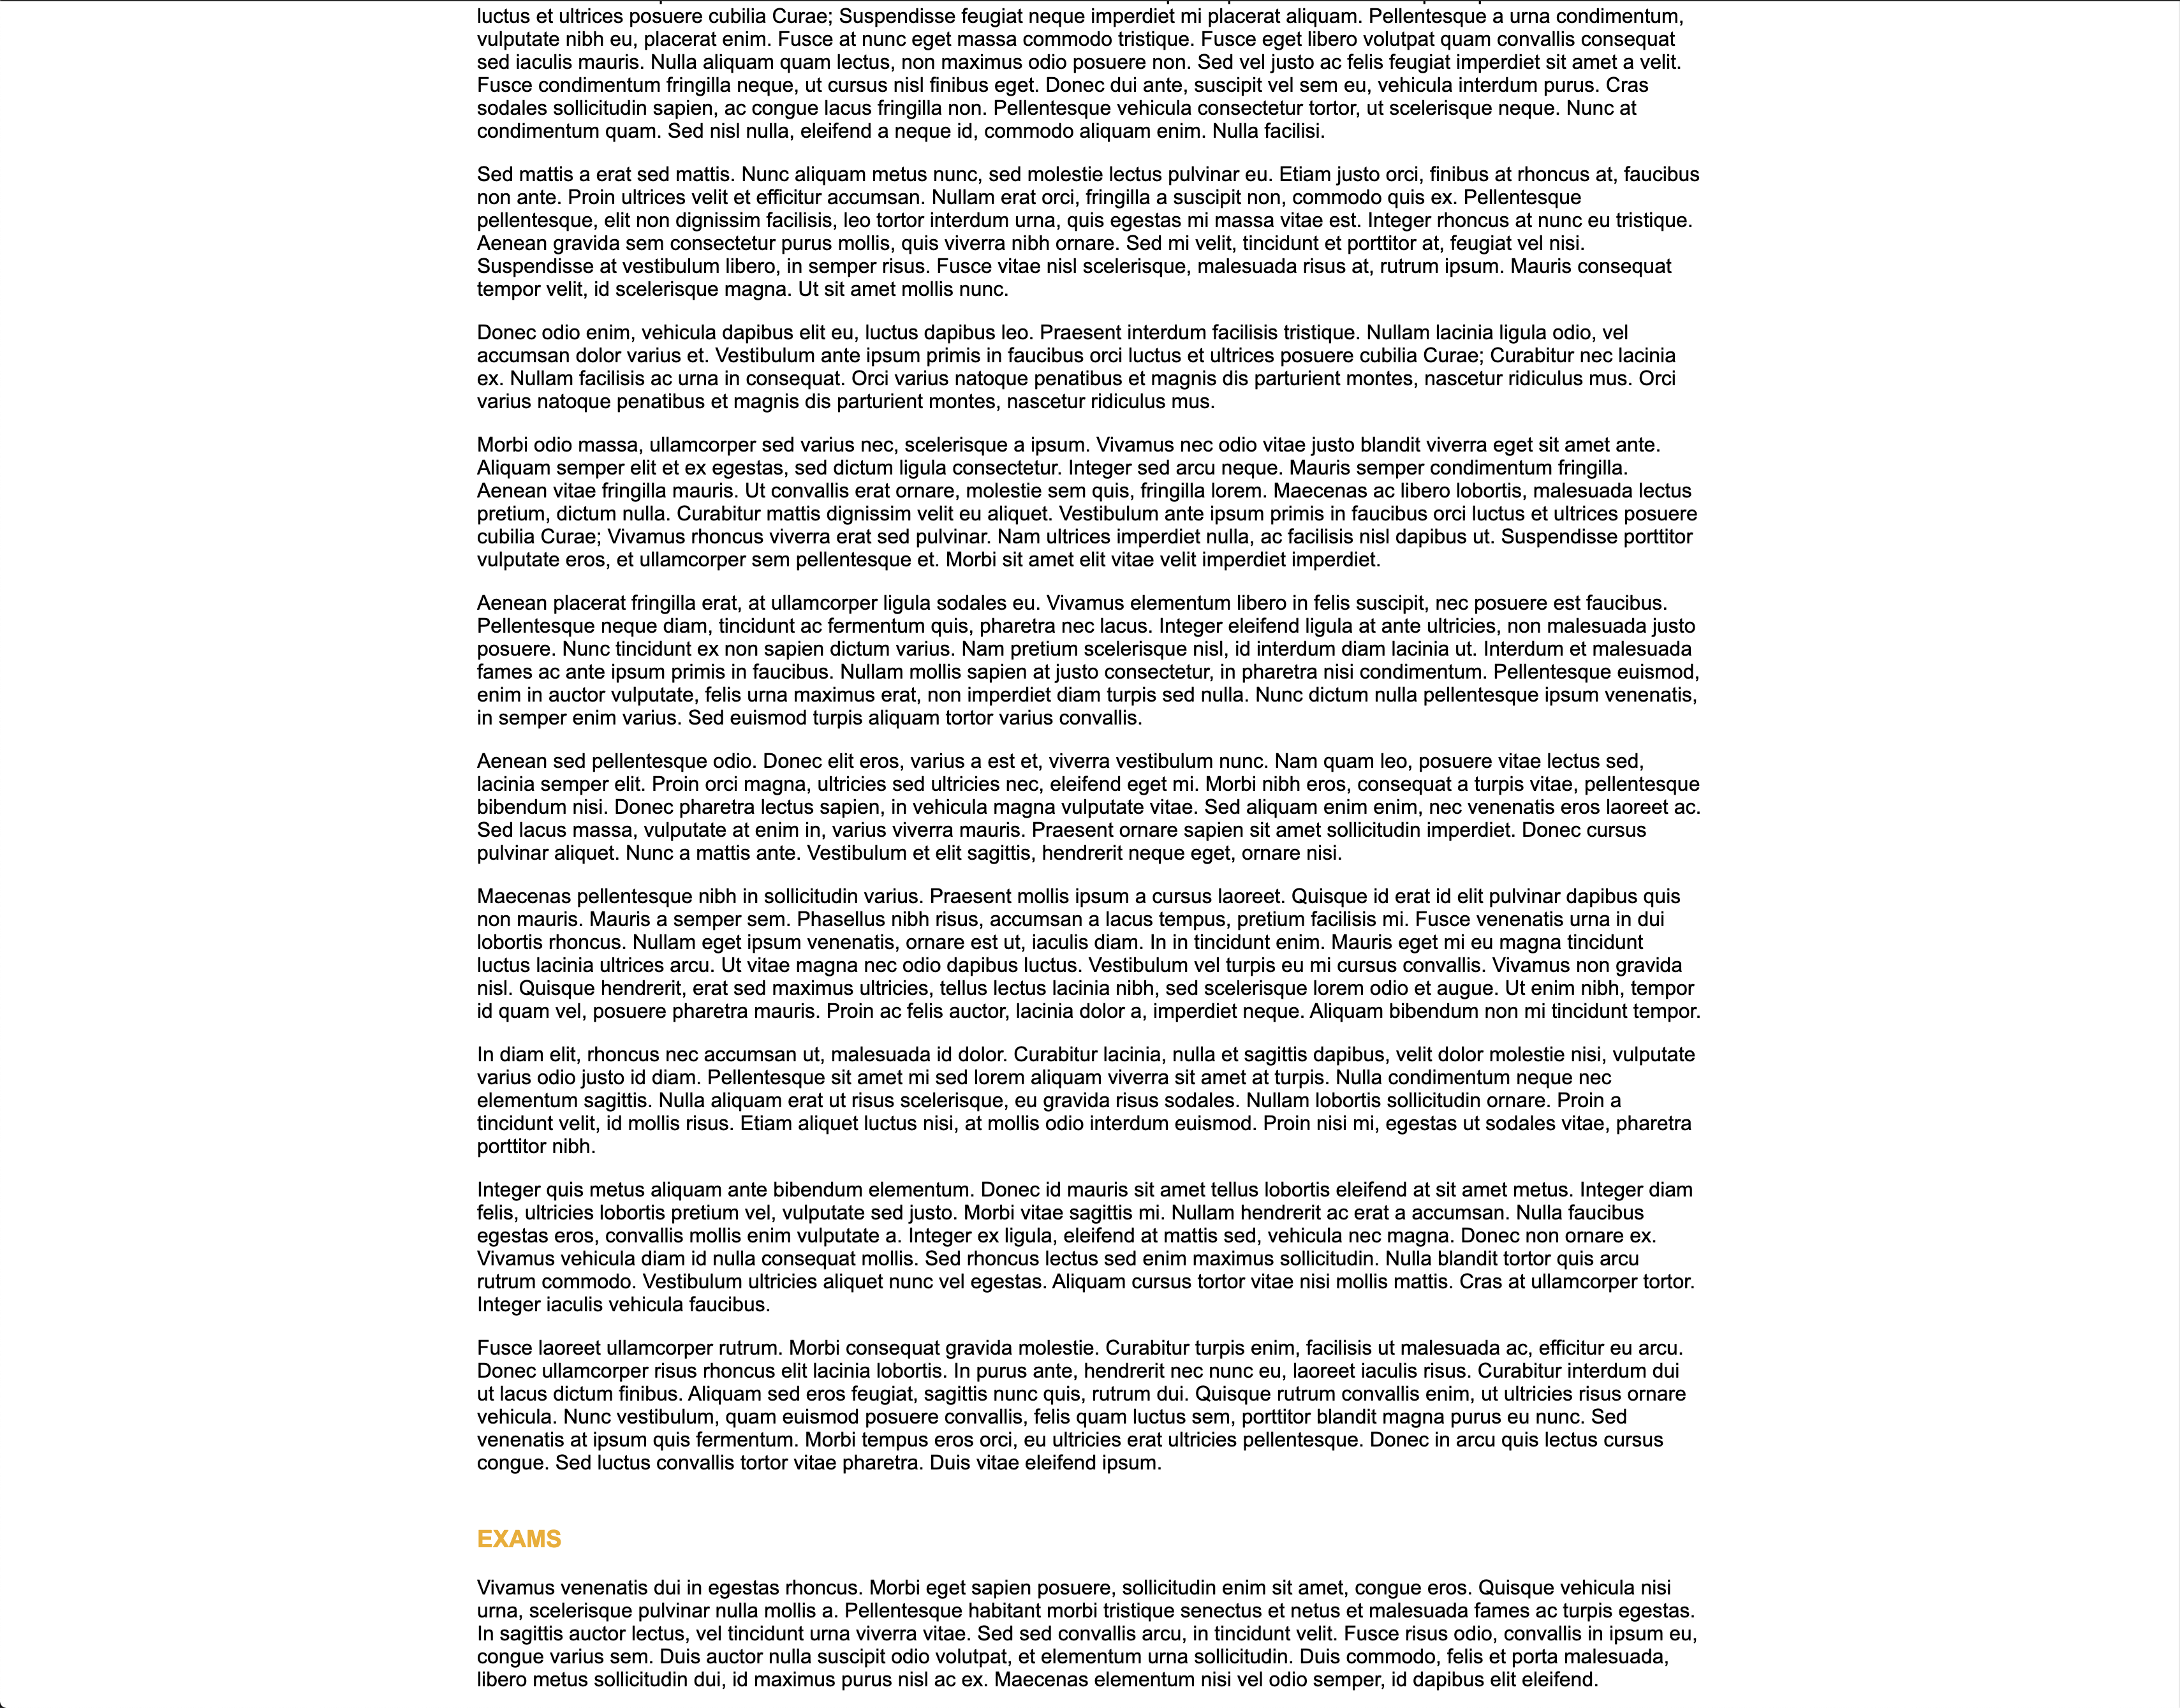 luctus et ultrices posuere cubilia Curae; Suspendisse feugiat neque imperdiet mi placerat aliquam. Pellentesque a urna condimentum,
vulputate nibh eu, placerat enim. Fusce at nunc eget massa commodo tristique. Fusce eget libero volutpat quam convallis consequat
sed iaculis mauris. Nulla aliquam quam lectus, non maximus odio posuere non. Sed vel justo ac felis feugiat imperdiet sit amet a velit.
Fusce condimentum fringilla neque, ut cursus nisl finibus eget. Donec dui ante, suscipit vel sem eu, vehicula interdum purus. Cras
sodales sollicitudin sapien, ac congue lacus fringilla non. Pellentesque vehicula consectetur tortor, ut scelerisque neque. Nunc at
condimentum quam. Sed nisl nulla, eleifend a neque id, commodo aliquam enim. Nulla facilisi.
Sed mattis a erat sed mattis. Nunc aliquam metus nunc, sed molestie lectus pulvinar eu. Etiam justo orci, finibus at rhoncus at, faucibus
non ante. Proin ultrices velit et efficitur accumsan. Nullam erat orci, fringilla a suscipit non, commodo quis ex. Pellentesque
pellentesque, elit non dignissim facilisis, leo tortor interdum urna, quis egestas mi massa vitae est. Integer rhoncus at nunc eu tristique.
Aenean gravida sem consectetur purus mollis, quis viverra nibh ornare. Sed mi velit, tincidunt et porttitor at, feugiat vel nisi.
Suspendisse at vestibulum libero, in semper risus. Fusce vitae nisl scelerisque, malesuada risus at, rutrum ipsum. Mauris consequat
tempor velit, id scelerisque magna. Ut sit amet mollis nunc.
Donec odio enim, vehicula dapibus elit eu, luctus dapibus leo. Praesent interdum facilisis tristique. Nullam lacinia ligula odio, vel
accumsan dolor varius et. Vestibulum ante ipsum primis in faucibus orci luctus et ultrices posuere cubilia Curae; Curabitur nec lacinia
ex. Nullam facilisis ac urna in consequat. Orci varius natoque penatibus et magnis dis parturient montes, nascetur ridiculus mus. Orci
varius natoque penatibus et magnis dis parturient montes, nascetur ridiculus mus.
Morbi odio massa, ullamcorper sed varius nec, scelerisque a ipsum. Vivamus nec odio vitae justo blandit viverra eget sit amet ante.
Aliquam semper elit et ex egestas, sed dictum ligula consectetur. Integer sed arcu neque. Mauris semper condimentum fringilla.
Aenean vitae fringilla mauris. Ut convallis erat ornare, molestie sem quis, fringilla lorem. Maecenas ac libero lobortis, malesuada lectus
pretium, dictum nulla. Curabitur mattis dignissim velit eu aliquet. Vestibulum ante ipsum primis in faucibus orci luctus et ultrices posuere
cubilia Curae; Vivamus rhoncus viverra erat sed pulvinar. Nam ultrices imperdiet nulla, ac facilisis nisl dapibus ut. Suspendisse porttitor
vulputate eros, et ullamcorper sem pellentesque et. Morbi sit amet elit vitae velit imperdiet imperdiet.
Aenean placerat fringilla erat, at ullamcorper ligula sodales eu. Vivamus elementum libero in felis suscipit, nec posuere est faucibus.
Pellentesque neque diam, tincidunt ac fermentum quis, pharetra nec lacus. Integer eleifend ligula at ante ultricies, non malesuada justo
posuere. Nunc tincidunt ex non sapien dictum varius. Nam pretium scelerisque nisl, id interdum diam lacinia ut. Interdum et malesuada
fames ac ante ipsum primis in faucibus. Nullam mollis sapien at justo consectetur, in pharetra nisi condimentum. Pellentesque euismod,
enim in auctor vulputate, felis urna maximus erat, non imperdiet diam turpis sed nulla. Nunc dictum nulla pellentesque ipsum venenatis,
in semper enim varius. Sed euismod turpis aliquam tortor varius convallis.
Aenean sed pellentesque odio. Donec elit eros, varius a est et, viverra vestibulum nunc. Nam quam leo, posuere vitae lectus sed,
lacinia semper elit. Proin orci magna, ultricies sed ultricies nec, eleifend eget mi. Morbi nibh eros, consequat a turpis vitae, pellentesque
bibendum nisi. Donec pharetra lectus sapien, in vehicula magna vulputate vitae. Sed aliquam enim enim, nec venenatis eros laoreet ac.
Sed lacus massa, vulputate at enim in, varius viverra mauris. Praesent ornare sapien sit amet sollicitudin imperdiet. Donec cursus
pulvinar aliquet. Nunc a mattis ante. Vestibulum et elit sagittis, hendrerit neque eget, ornare nisi.
Maecenas pellentesque nibh in sollicitudin varius. Praesent mollis ipsum a cursus laoreet. Quisque id erat id elit pulvinar dapibus quis
non mauris. Mauris a semper sem. Phasellus nibh risus, accumsan a lacus tempus, pretium facilisis mi. Fusce venenatis urna in dui
lobortis rhoncus. Nullam eget ipsum venenatis, ornare est ut, iaculis diam. In in tincidunt enim. Mauris eget mi eu magna tincidunt
luctus lacinia ultrices arcu. Ut vitae magna nec odio dapibus luctus. Vestibulum vel turpis eu mi cursus convallis. Vivamus non gravida
nisl. Quisque hendrerit, erat sed maximus ultricies, tellus lectus lacinia nibh, sed scelerisque lorem odio et augue. Ut enim nibh, tempor
id quam vel, posuere pharetra mauris. Proin ac felis auctor, lacinia dolor a, imperdiet neque. Aliquam bibendum non mi tincidunt tempor.
In diam elit, rhoncus nec accumsan ut, malesuada id dolor. Curabitur lacinia, nulla et sagittis dapibus, velit dolor molestie nisi, vulputate
varius odio justo id diam. Pellentesque sit amet mi sed lorem aliquam viverra sit amet at turpis. Nulla condimentum neque nec
elementum sagittis. Nulla aliquam erat ut risus scelerisque, eu gravida risus sodales. Nullam lobortis sollicitudin ornare. Proin a
tincidunt velit, id mollis risus. Etiam aliquet luctus nisi, at mollis odio interdum euismod. Proin nisi mi, egestas ut sodales vitae, pharetra
porttitor nibh.
Integer quis metus aliquam ante bibendum elementum. Donec id mauris sit amet tellus lobortis eleifend at sit amet metus. Integer diam
felis, ultricies lobortis pretium vel, vulputate sed justo. Morbi vitae sagittis mi. Nullam hendrerit ac erat a accumsan. Nulla faucibus
egestas eros, convallis mollis enim vulputate a. Integer ex ligula, eleifend at mattis sed, vehicula nec magna. Donec non ornare ex.
Vivamus vehicula diam id nulla consequat mollis. Sed rhoncus lectus sed enim maximus sollicitudin. Nulla blandit tortor quis arcu
rutrum commodo. Vestibulum ultricies aliquet nunc vel egestas. Aliquam cursus tortor vitae nisi mollis mattis. Cras at ullamcorper tortor.
Integer iaculis vehicula faucibus.
Fusce laoreet ullamcorper rutrum. Morbi consequat gravida molestie. Curabitur turpis enim, facilisis ut malesuada ac, efficitur eu arcu.
Donec ullamcorper risus rhoncus elit lacinia lobortis. In purus ante, hendrerit nec nunc eu, laoreet iaculis risus. Curabitur interdum dui
ut lacus dictum finibus. Aliquam sed eros feugiat, sagittis nunc quis, rutrum dui. Quisque rutrum convallis enim, ut ultricies risus ornare
vehicula. Nunc vestibulum, quam euismod posuere convallis, felis quam luctus sem, porttitor blandit magna purus eu nunc. Sed
venenatis at ipsum quis fermentum. Morbi tempus eros orci, eu ultricies erat ultricies pellentesque. Donec in arcu quis lectus cursus
congue. Sed luctus convallis tortor vitae pharetra. Duis vitae eleifend ipsum.
EXAMS
Vivamus venenatis dui in egestas rhoncus. Morbi eget sapien posuere, sollicitudin enim sit amet, congue eros. Quisque vehicula nisi
urna, scelerisque pulvinar nulla mollis a. Pellentesque habitant morbi tristique senectus et netus et malesuada fames ac turpis egestas.
In sagittis auctor lectus, vel tincidunt urna viverra vitae. Sed sed convallis arcu, in tincidunt velit. Fusce risus odio, convallis in ipsum eu,
congue varius sem. Duis auctor nulla suscipit odio volutpat, et elementum urna sollicitudin. Duis commodo, felis et porta malesuada,
libero metus sollicitudin dui, id maximus purus nisl ac ex. Maecenas elementum nisi vel odio semper, id dapibus elit eleifend.